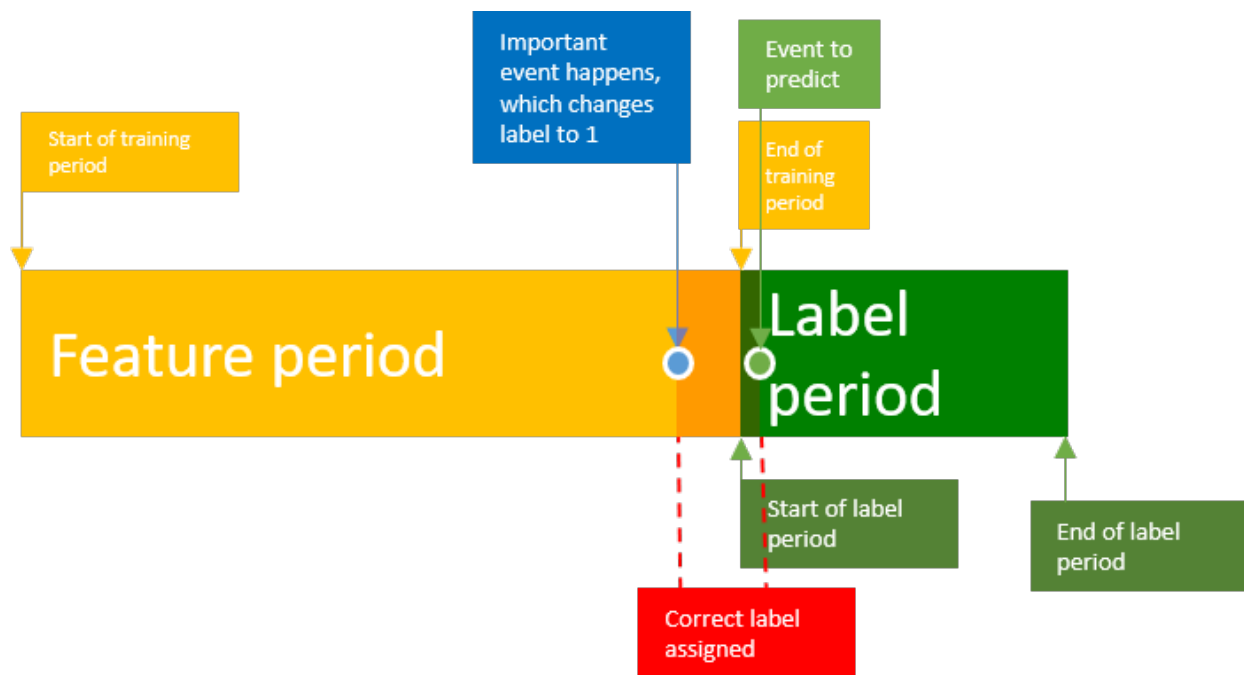 Important
event happens,
which changes
label to 1
Event to
predict
Start of training
period
End of
training
period
Feature period
Label
period
Start of label
period
End of label
period
Correct label
assigned